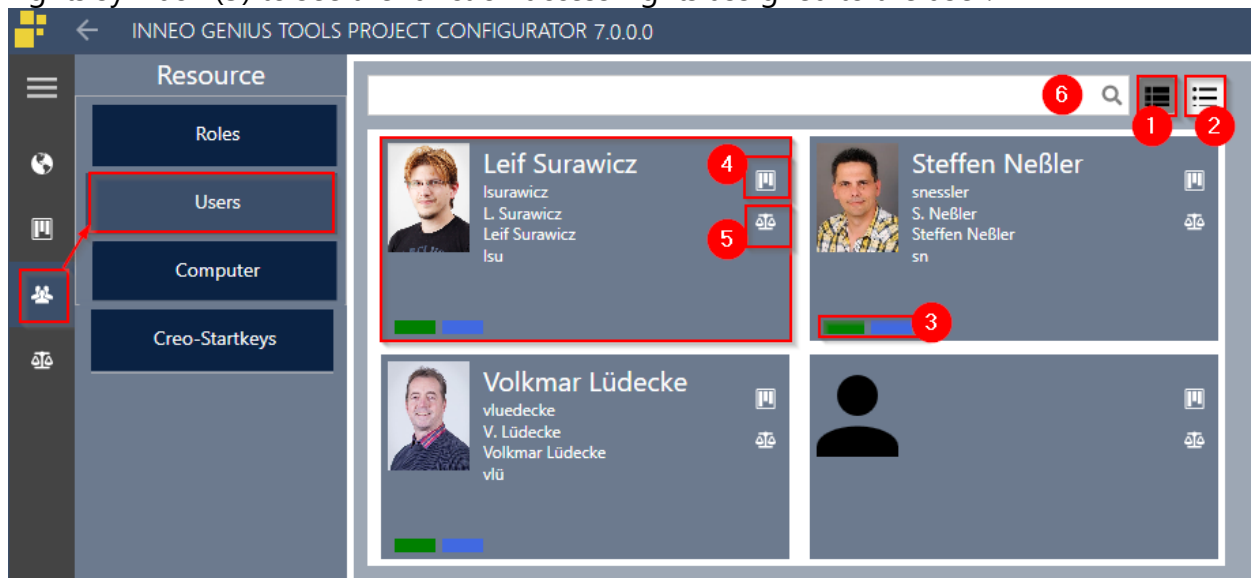 INNEO GENIUS TOOLS PROJECT CONFIGURATOR 7.0.0.0
Resource
Roles
Users
Computer
Creo-Startkeys
6
1
2
Leif Surawicz
lsurawicz
L. Surawicz
Leif Surawicz
lsu
4
5
Steffen Neßler
snessler
S. Neßler
Steffen Neßler
sn
3
Volkmar Lüdecke
vluedecke
V. Lüdecke
Volkmar Lüdecke
vlü